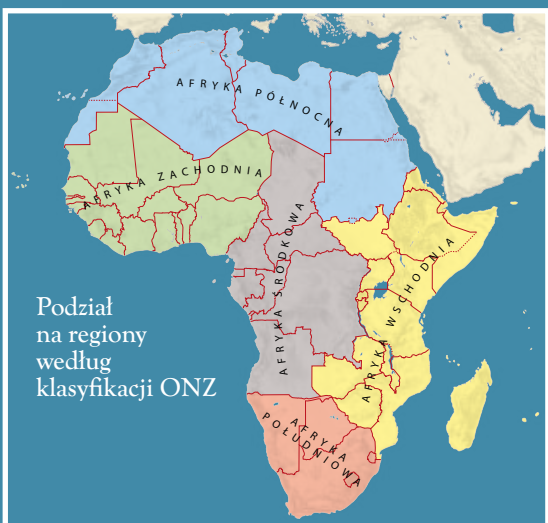 AFRYKA PÓŁNOCNA
AFRYKA ZACHODNIA
AFRYKA ŚRODKOWA
AFRYKA WSCHODNIA
Podział
na regiony
według
klasyfikacji ONZ
AFRYKA
POŁUDNIOWA